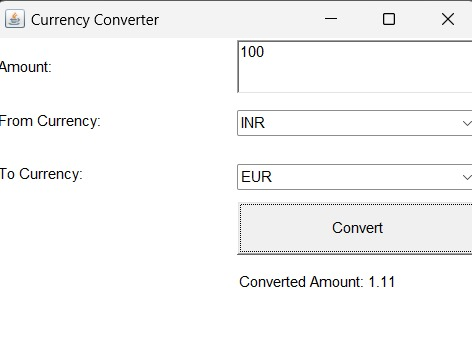 Currency Converter
Amount:
100
From Currency:
INR
To Currency:
EUR
Convert
Converted Amount: 1.11